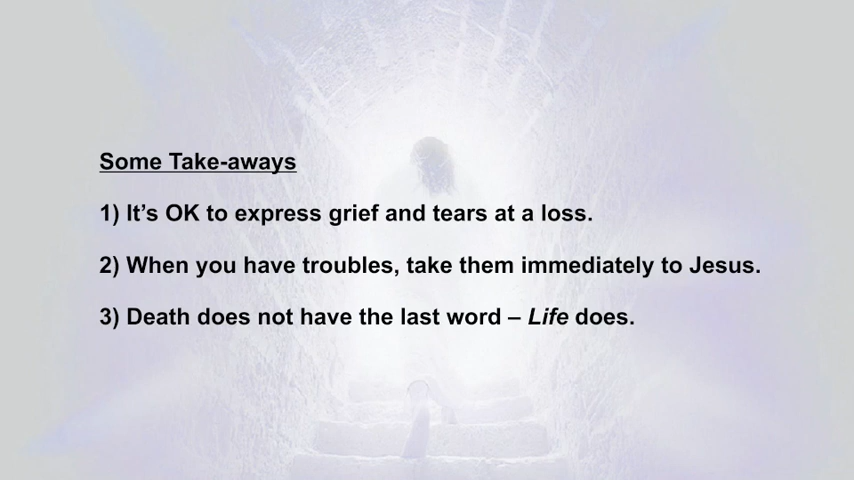 Some Take-aways
1) It’s OK to express grief and tears at a loss.
2) When you have troubles, take them immediately to Jesus.
3) Death does not have the last word – Life does.